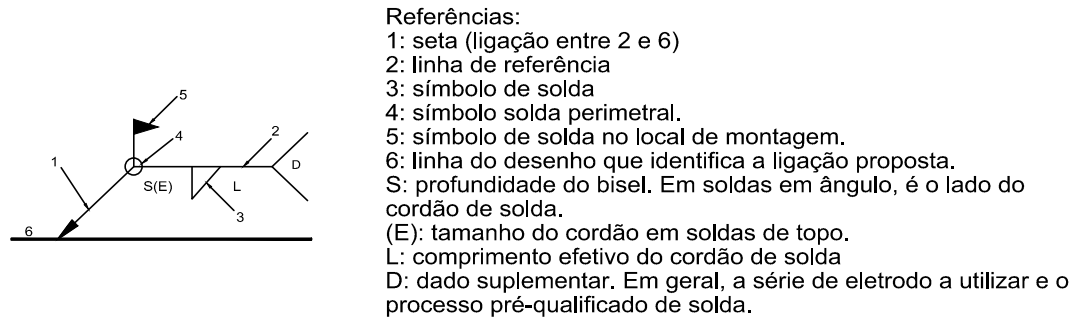 5
4
2
1
D
S(E)
L
3
6
Referências:
1: seta (ligação entre 2 e 6)
2: linha de referência
3: símbolo de solda
4: símbolo solda perimetral.
5: símbolo de solda no local de montagem.
6: linha do desenho que identifica a ligação proposta.
S: profundidade do bisel. Em soldas em ângulo, é o lado do
cordão de solda.
(E): tamanho do cordão em soldas de topo.
L: comprimento efetivo do cordão de solda
D: dado suplementar. Em geral, a série de eletrodo a utilizar e o
processo pré-qualificado de solda.